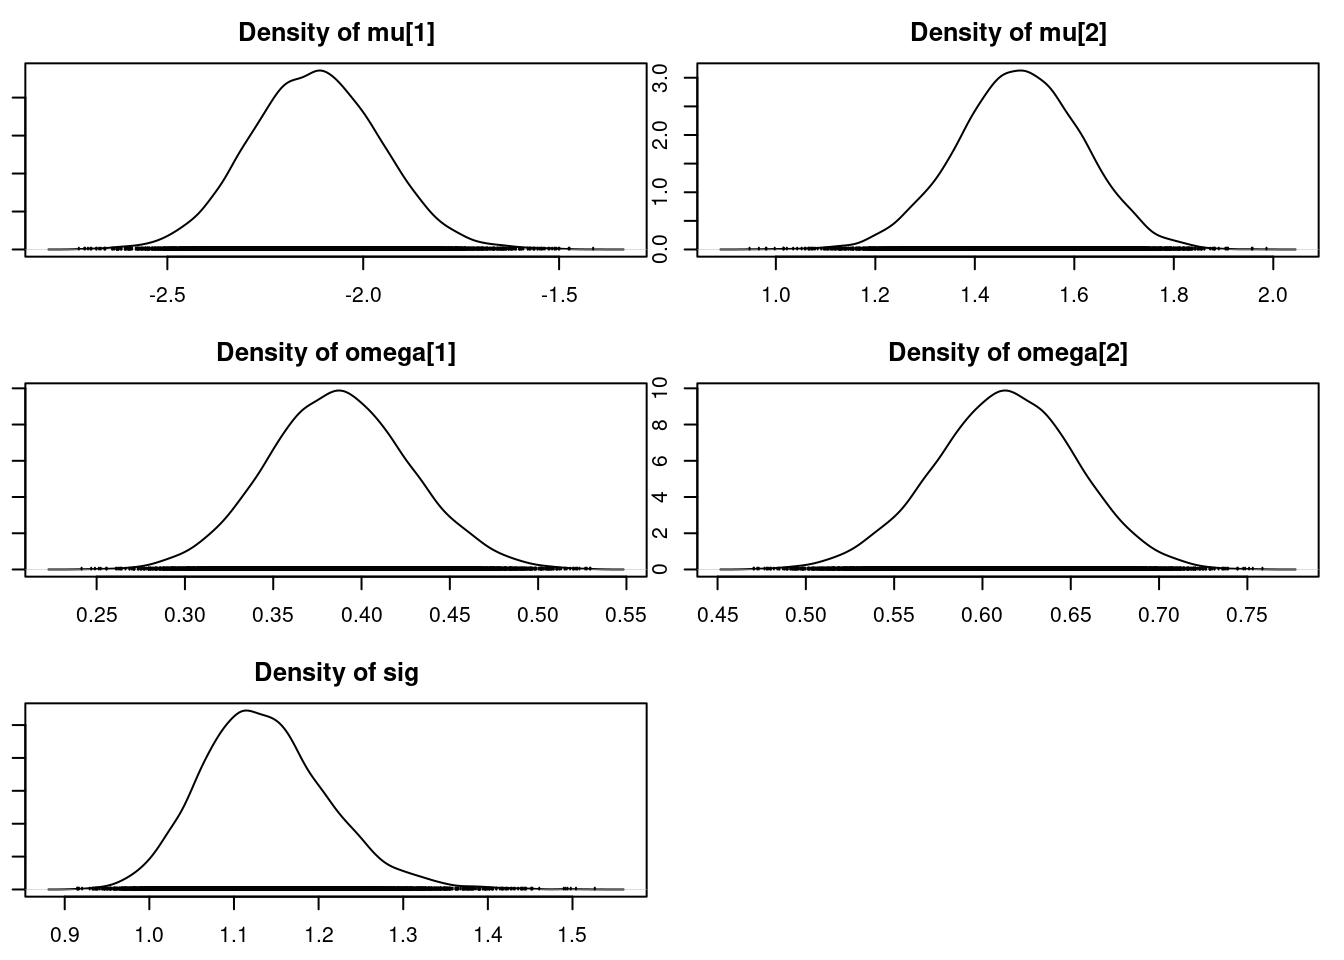 Density of mu[1]
-2.5 -2.0 -1.5
Density of mu[2]
3.0
2.0
1.0
0.0
1.0 1.2 1.4 1.6 1.8 2.0
Density of omega[1]
0.25 0.30 0.35 0.40 0.45 0.50 0.55
Density of omega[2]
10
8
6
4
2
0
0.45 0.50 0.55 0.60 0.65 0.70 0.75
Density of sig
0.9 1.0 1.1 1.2 1.3 1.4 1.5